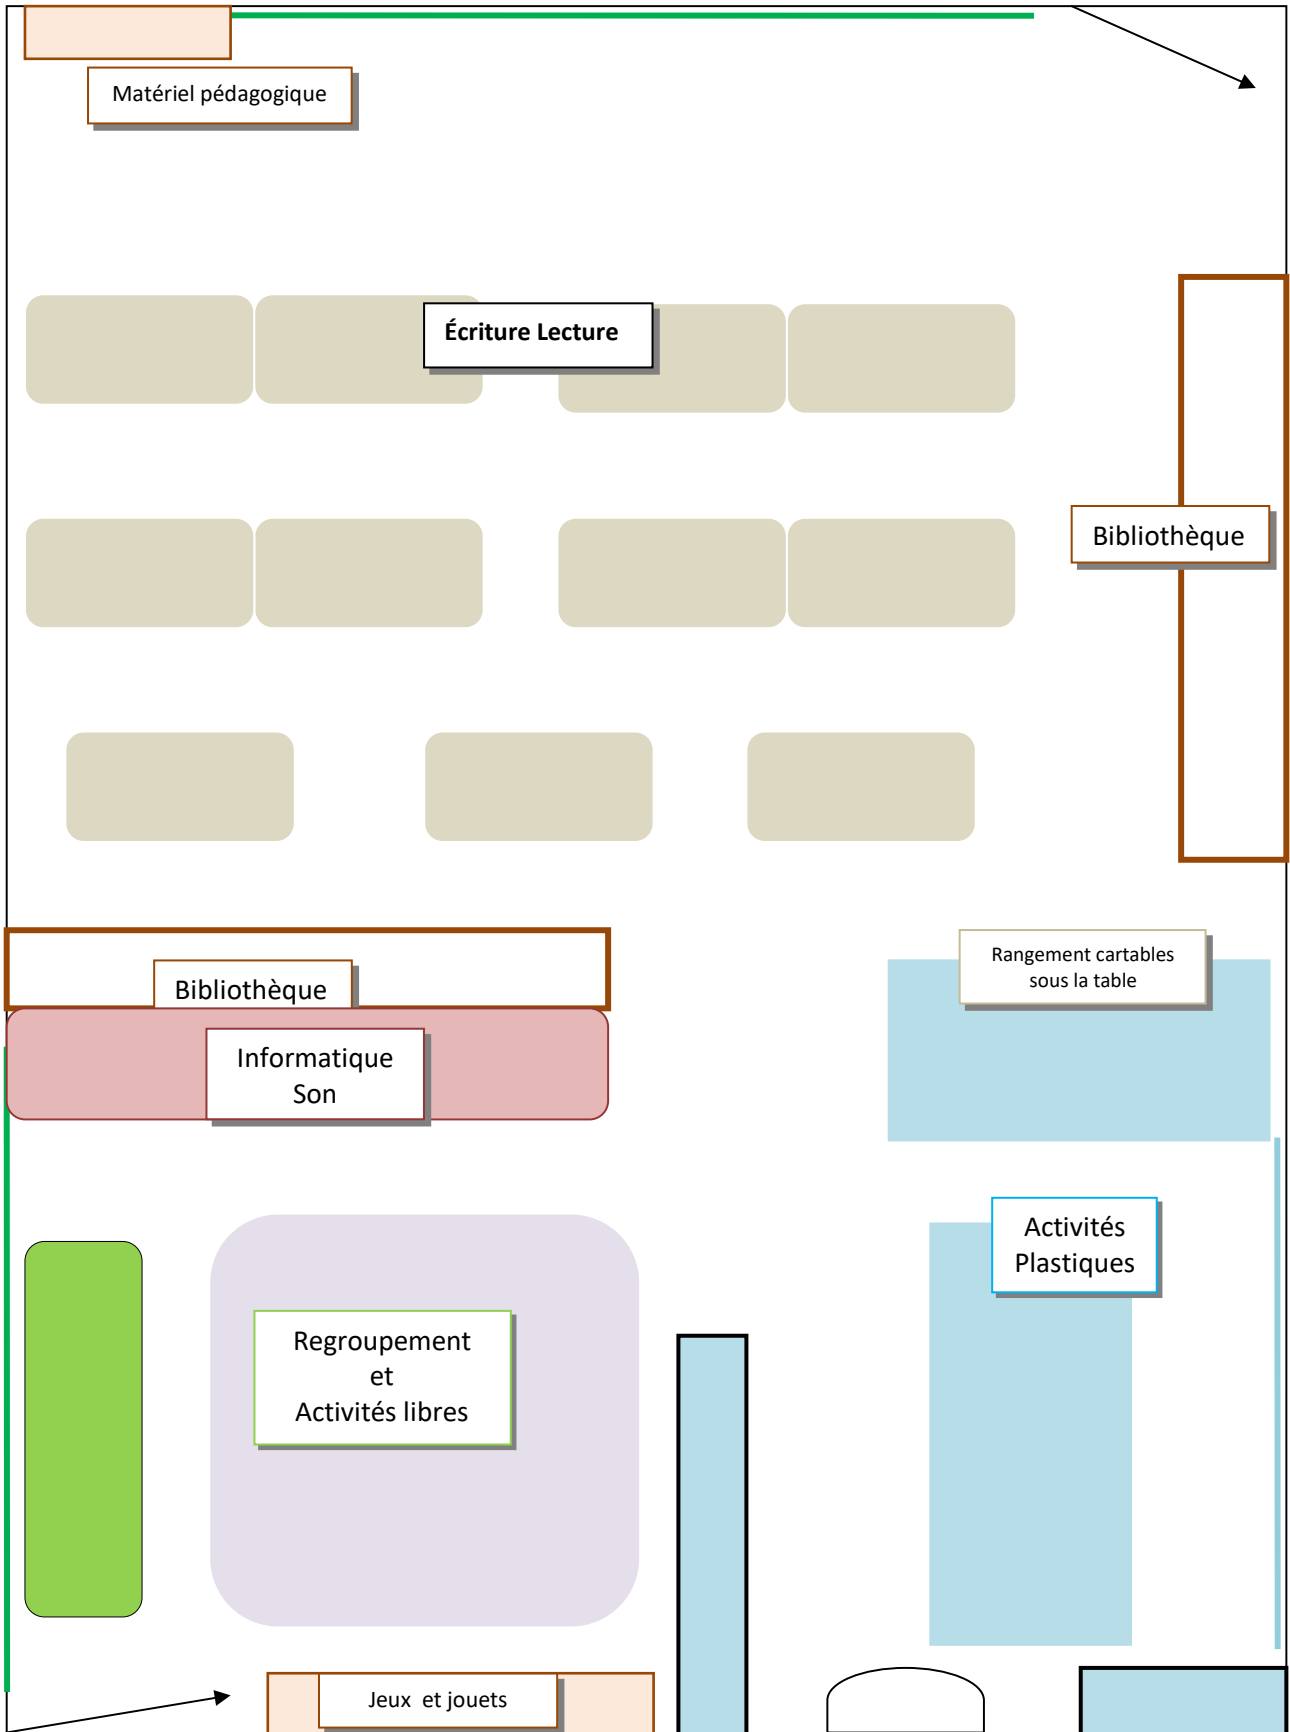 Matériel pédagogique
Écriture Lecture
Bibliothèque
Rangement cartables
sous la table
Bibliothèque
Informatique
Son
Activités
Plastiques
Regroupement
et
Activités libres
Jeux et jouets